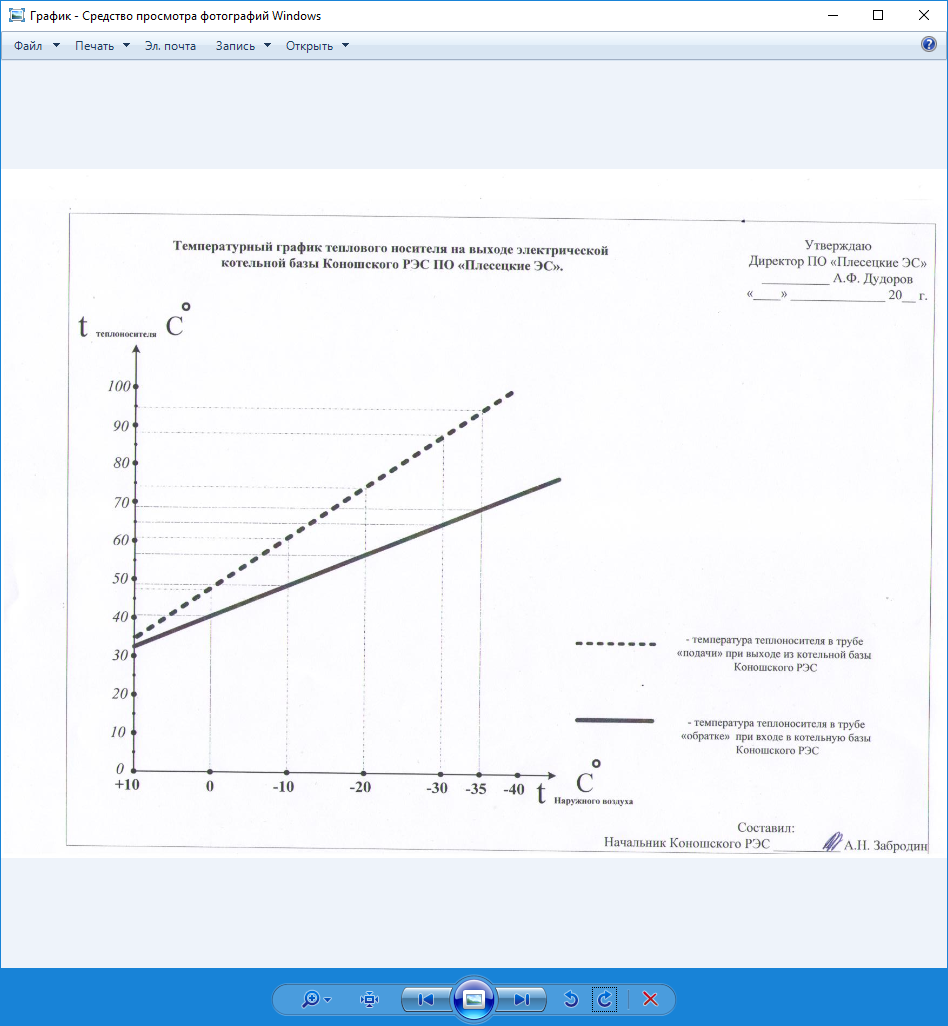 График - Средство просмотра фотографий Windows
Файл Печать Эл. почта Запись Открыть
Температурный график теплового носителя на выходе электрической
котельной базы Коношского РЭС ПО «Плесецкие ЭС».
Утверждаю
Директор ПО «Плесецкие ЭС»
__________ А.Ф. Дудоров
«____» ______________ 20__ г.
t теплоносителя С°
100
90
80
70
60
50
40
30
20
10
0
+10 0 -10 -20 -30 -35 -40
t Наружного воздуха С°
- температура теплоносителя в трубе
«подачи» при выходе из котельной базы
Коношского РЭС
- температура теплоносителя в трубе
«обратке» при входе в котельную базы
Коношского РЭС
Составил:
Начальник Коношского РЭС __________ А.Н. Забродин